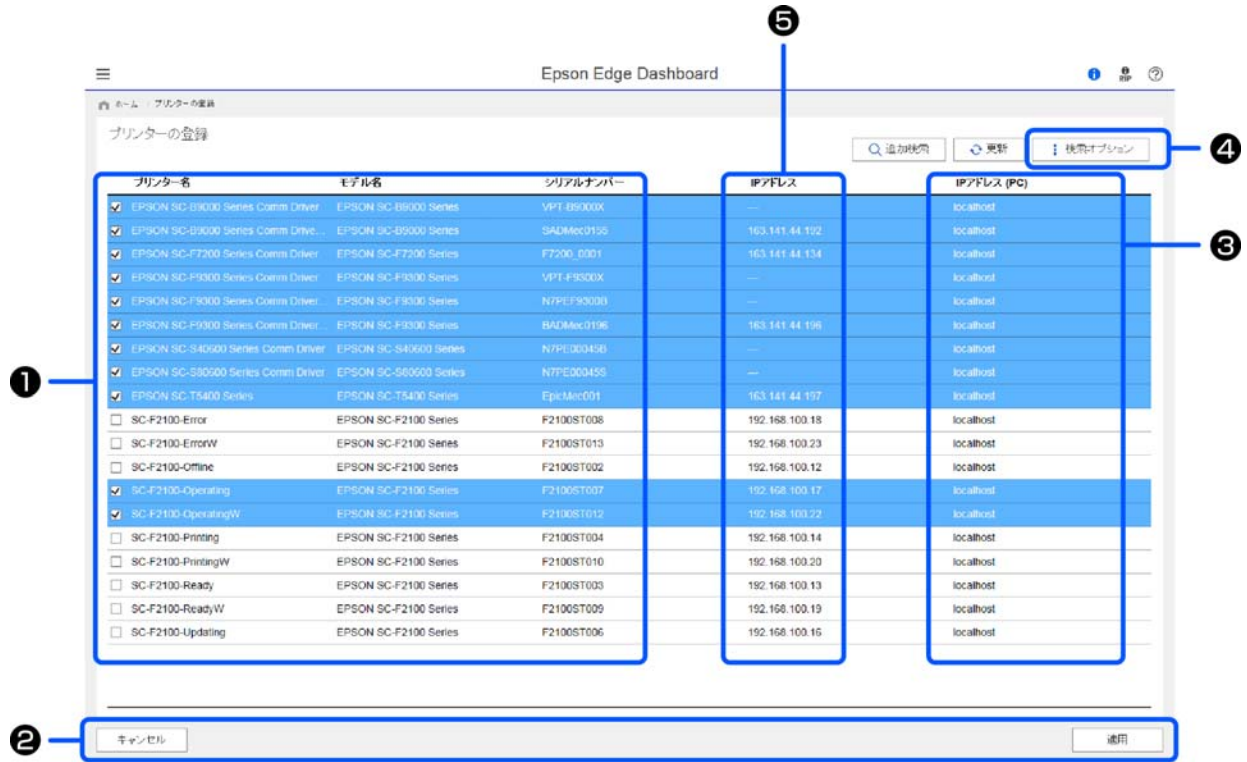 ❺
Epson Edge Dashboard
RIP
ホーム プリンターの登録
プリンターの登録
追加検索 更新 検索オプション ❹
プリンター名 モデル名 シリアルナンバー IPアドレス IPアドレス (PC)
EPSON SC-B9000 Series Comm Driver EPSON SC-B9000 Series VPT-B9000X --- localhost
EPSON SC-B9000 Series Comm Drive... EPSON SC-B9000 Series SADMec0155 163.141.44.192 localhost
❸
EPSON SC-F7200 Series Comm Driver EPSON SC-F7200 Series F7200_0001 163.141.44.134 localhost
EPSON SC-F9300 Series Comm Driver EPSON SC-F9300 Series VPT-F9300X --- localhost
EPSON SC-F9300 Series Comm Driver... EPSON SC-F9300 Series N7PEF9300B --- localhost
EPSON SC-F9300 Series Comm Driver... EPSON SC-F9300 Series BADMec0196 163.141.44.196 localhost
EPSON SC-S40600 Series Comm Driver EPSON SC-S40600 Series N7PE00045B --- localhost
❶
EPSON SC-S80600 Series Comm Driver EPSON SC-S80600 Series N7PE00045S --- localhost
EPSON SC-T5400 Series EPSON SC-T5400 Series EpicMec001 163.141.44.197 localhost
SC-F2100-Error EPSON SC-F2100 Series F2100ST008 192.168.100.18 localhost
SC-F2100-ErrorW EPSON SC-F2100 Series F2100ST013 192.168.100.23 localhost
SC-F2100-Offline EPSON SC-F2100 Series F2100ST002 192.168.100.12 localhost
SC-F2100-Operating EPSON SC-F2100 Series F2100ST007 192.168.100.17 localhost
SC-F2100-OperatingW EPSON SC-F2100 Series F2100ST012 192.168.100.22 localhost
SC-F2100-Printing EPSON SC-F2100 Series F2100ST004 192.168.100.14 localhost
SC-F2100-PrintingW EPSON SC-F2100 Series F2100ST010 192.168.100.20 localhost
SC-F2100-Ready EPSON SC-F2100 Series F2100ST003 192.168.100.13 localhost
SC-F2100-ReadyW EPSON SC-F2100 Series F2100ST009 192.168.100.19 localhost
SC-F2100-Updating EPSON SC-F2100 Series F2100ST006 192.168.100.16 localhost
❷ キャンセル 適用